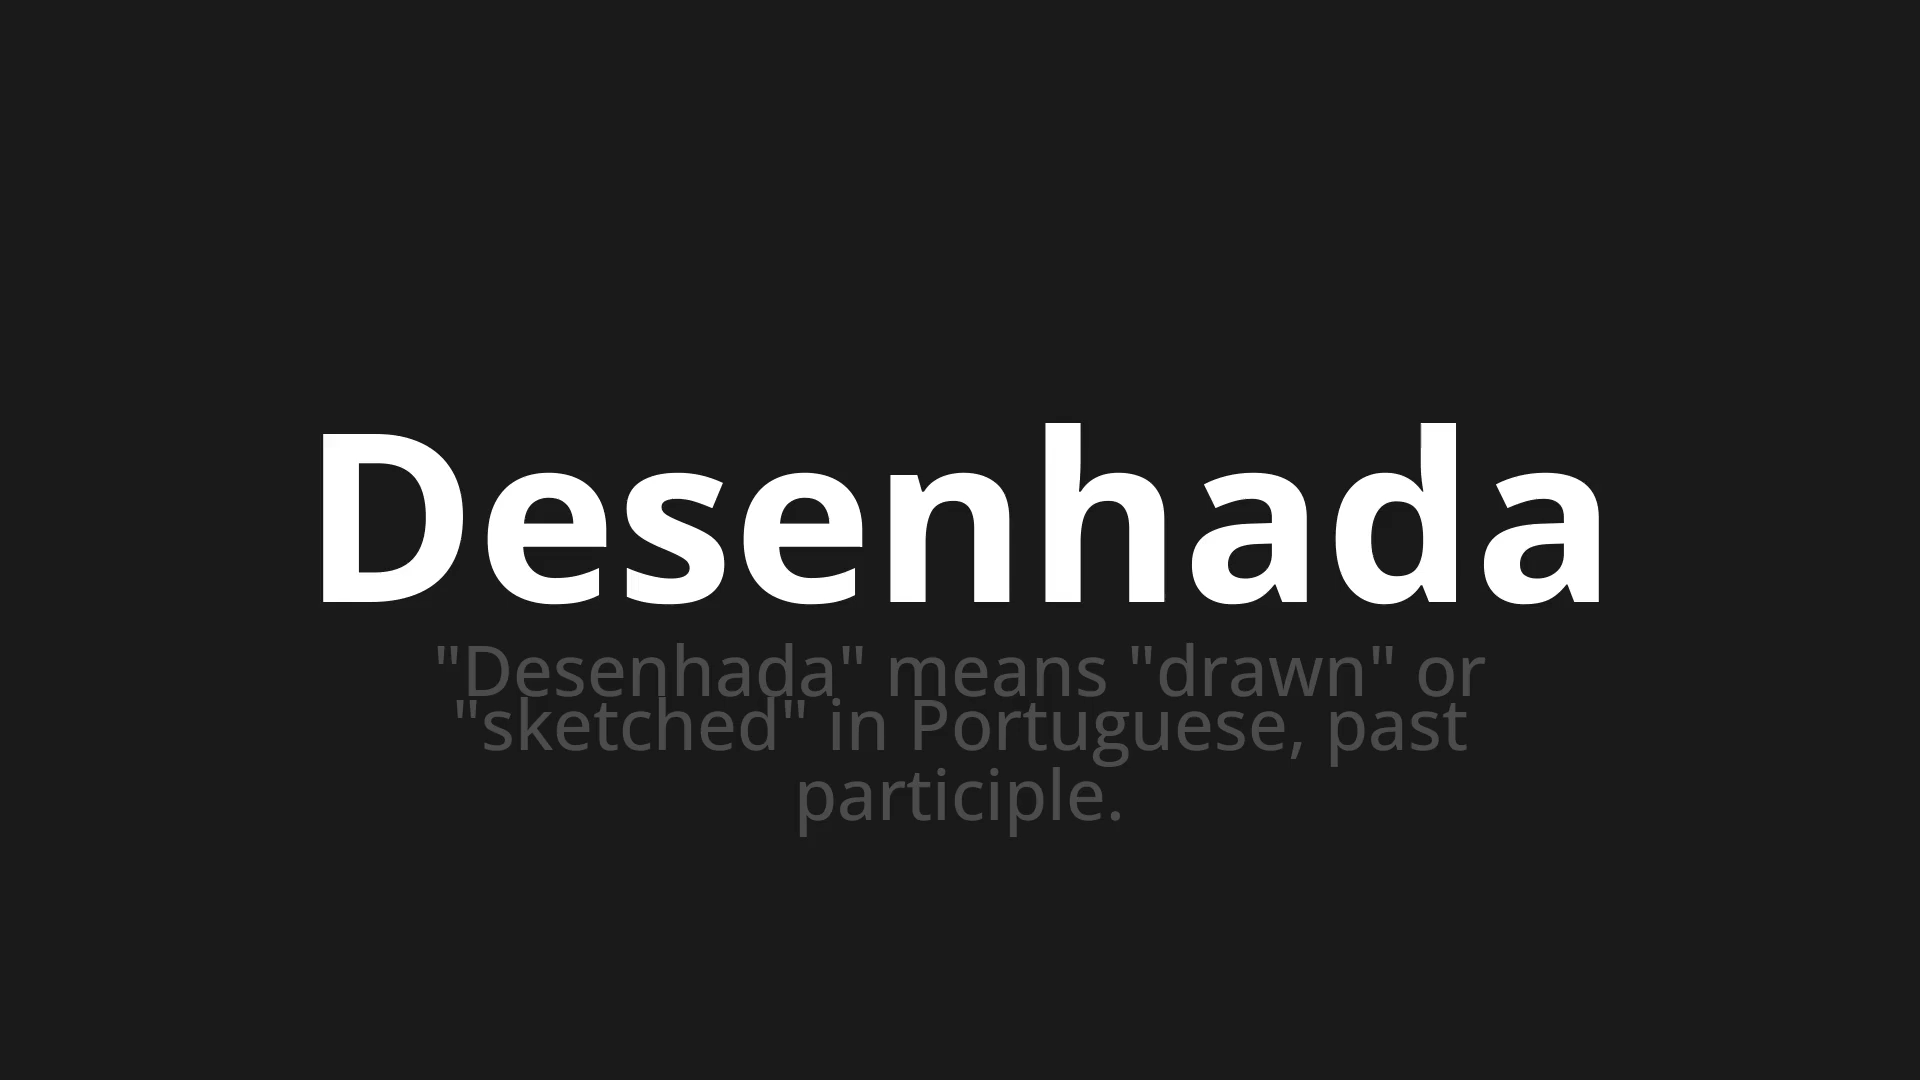 Desenhada
"Desenhada" means "drawn" or
"sketched" in Portuguese, past
participle.